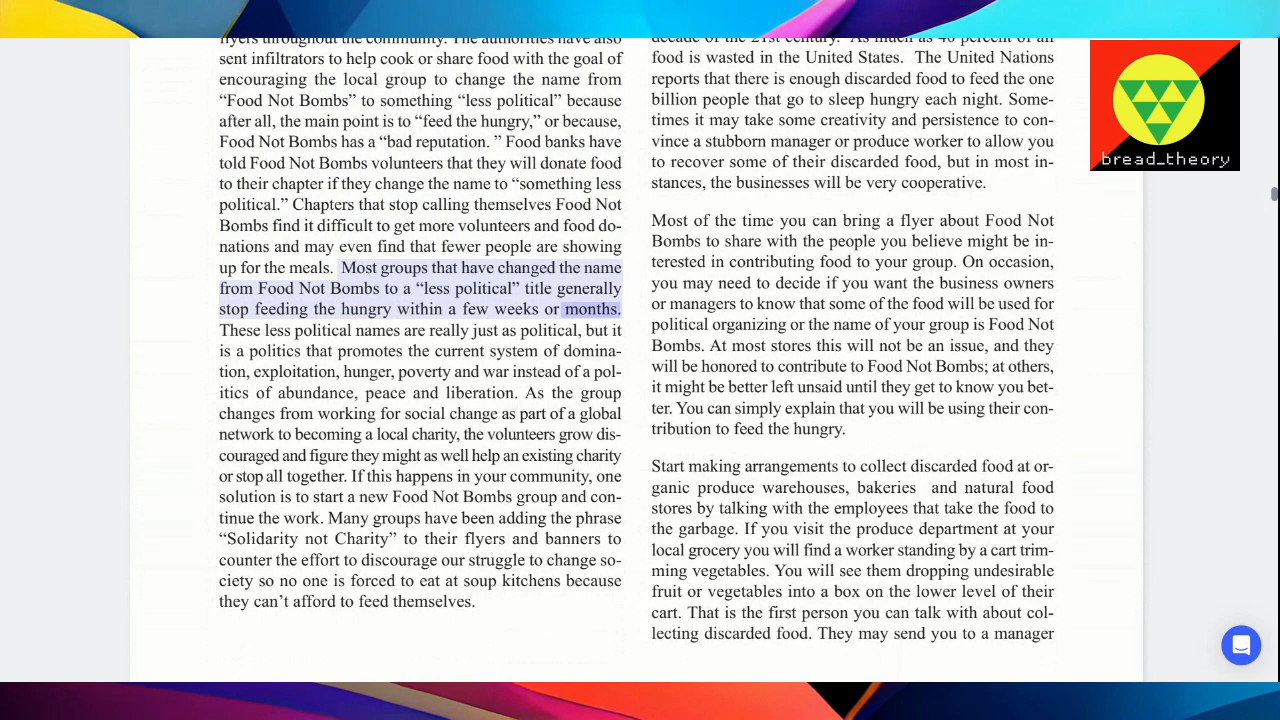 flyers throughout the community. The authorities have also
sent infiltrators to help cook or share food with the goal of
encouraging the local group to change the name from
“Food Not Bombs” to something “less political” because
after all, the main point is to “feed the hungry,” or because,
Food Not Bombs has a “bad reputation. ” Food banks have
told Food Not Bombs volunteers that they will donate food
to their chapter if they change the name to “something less
political.” Chapters that stop calling themselves Food Not
Bombs find it difficult to get more volunteers and food do-
nations and may even find that fewer people are showing
up for the meals. Most groups that have changed the name
from Food Not Bombs to a “less political” title generally
stop feeding the hungry within a few weeks or months.
These less political names are really just as political, but it
is a politics that promotes the current system of domina-
tion, exploitation, hunger, poverty and war instead of a pol-
itics of abundance, peace and liberation. As the group
changes from working for social change as part of a global
network to becoming a local charity, the volunteers grow dis-
couraged and figure they might as well help an existing charity
or stop all together. If this happens in your community, one
solution is to start a new Food Not Bombs group and con-
tinue the work. Many groups have been adding the phrase
“Solidarity not Charity” to their flyers and banners to
counter the effort to discourage our struggle to change so-
ciety so no one is forced to eat at soup kitchens because
they can’t afford to feed themselves.
decade of the 21st century. As much as 40 percent of all
food is wasted in the United States. The United Nations
reports that there is enough discarded food to feed the one
billion people that go to sleep hungry each night. Some-
times it may take some creativity and persistence to con-
vince a stubborn manager or produce worker to allow you
to recover some of their discarded food, but in most in-
stances, the businesses will be very cooperative.
Most of the time you can bring a flyer about Food Not
Bombs to share with the people you believe might be in-
terested in contributing food to your group. On occasion,
you may need to decide if you want the business owners
or managers to know that some of the food will be used for
political organizing or the name of your group is Food Not
Bombs. At most stores this will not be an issue, and they
will be honored to contribute to Food Not Bombs; at others,
it might be better left unsaid until they get to know you bet-
ter. You can simply explain that you will be using their con-
tribution to feed the hungry.
Start making arrangements to collect discarded food at or-
ganic produce warehouses, bakeries and natural food
stores by talking with the employees that take the food to
the garbage. If you visit the produce department at your
local grocery you will find a worker standing by a cart trim-
ming vegetables. You will see them dropping undesirable
fruit or vegetables into a box on the lower level of their
cart. That is the first person you can talk with about col-
lecting discarded food. They may send you to a manager
bread_theory